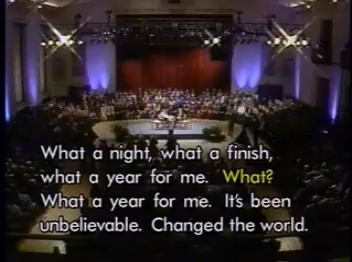 What a night, what a finish,
what a year for me. What?
What a year for me. It's been
unbelievable. Changed the world.